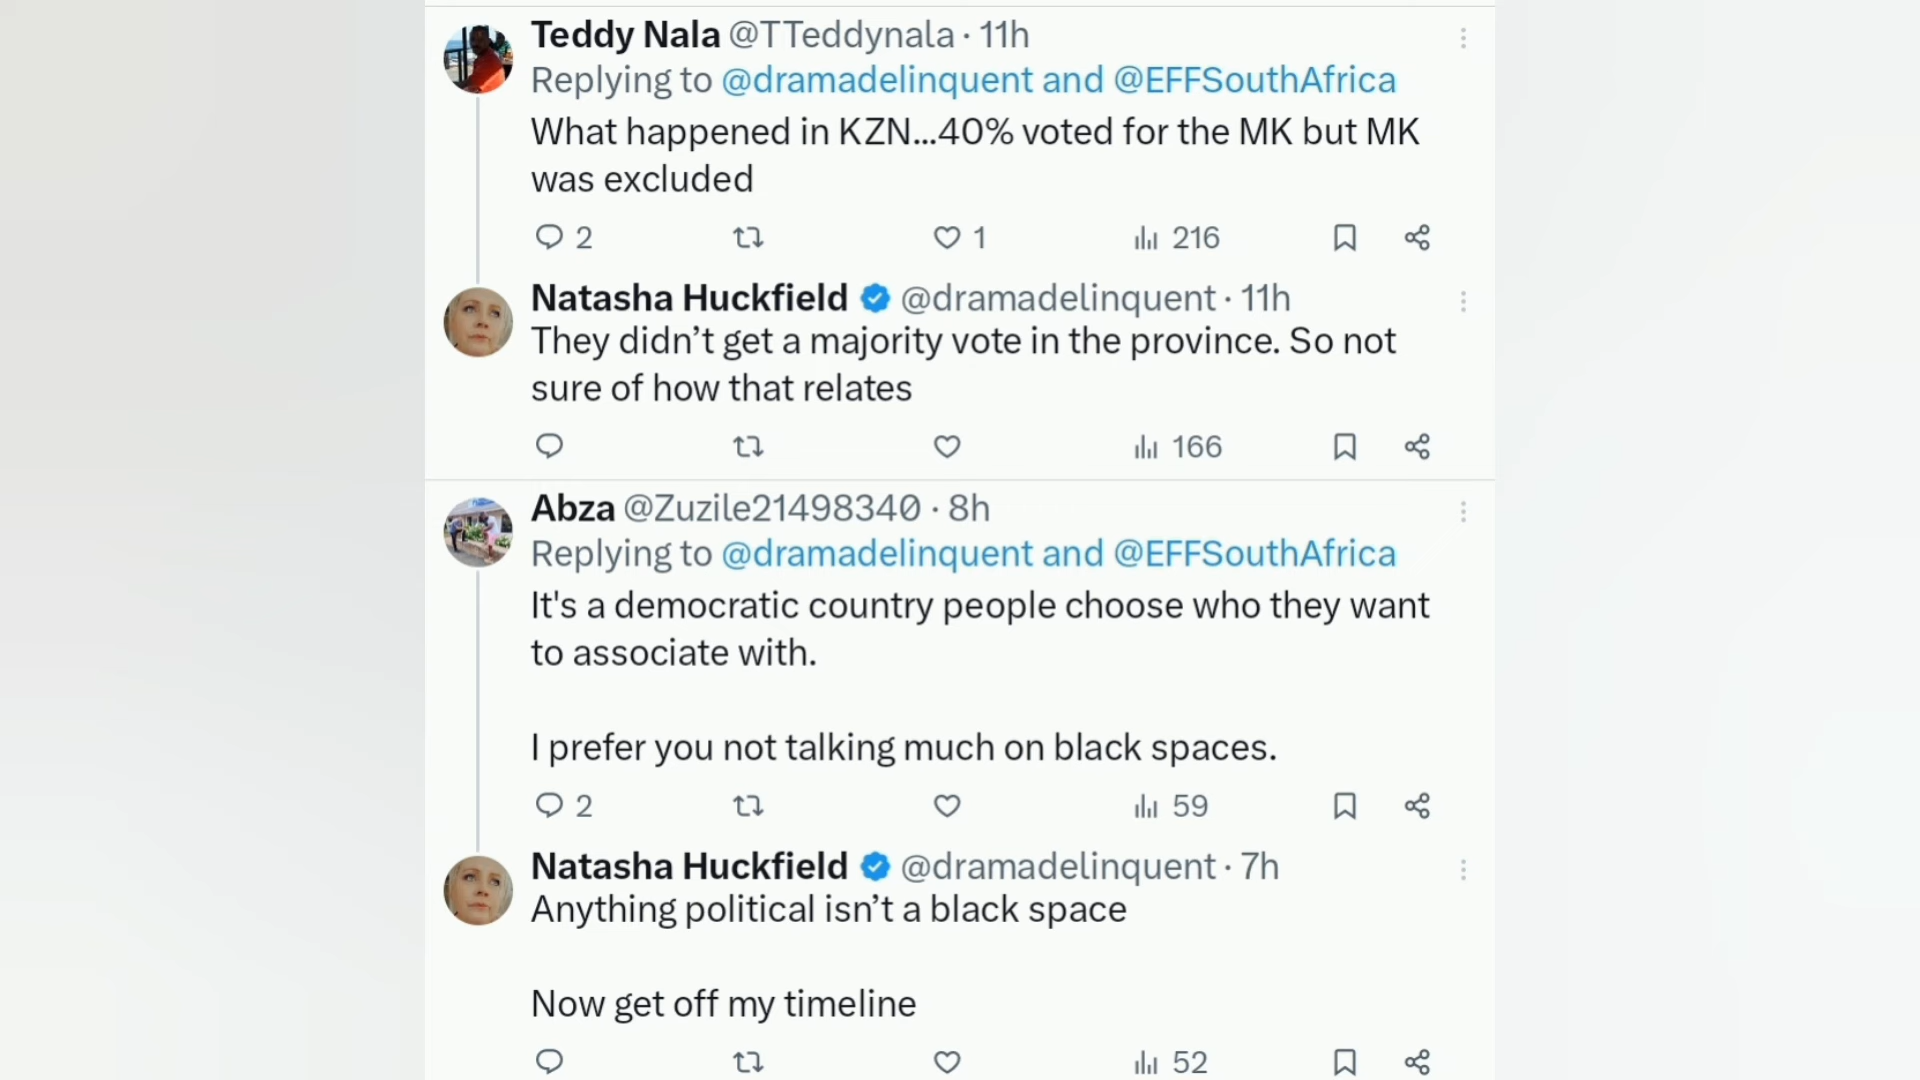 Teddy Nala @TTeddynala · 11h
Replying to @dramadelinquent and @EFFSouthAfrica
What happened in KZN...40% voted for the MK but MK
was excluded
2 1 216
Natasha Huckfield @dramadelinquent · 11h
They didn’t get a majority vote in the province. So not
sure of how that relates
166
Abza @Zuzile21498340 · 8h
Replying to @dramadelinquent and @EFFSouthAfrica
It's a democratic country people choose who they want
to associate with.
I prefer you not talking much on black spaces.
2 59
Natasha Huckfield @dramadelinquent · 7h
Anything political isn’t a black space
Now get off my timeline
52